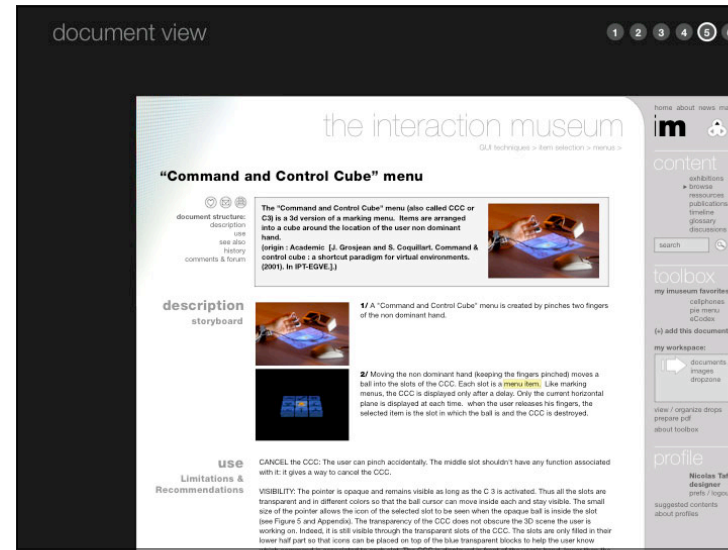 document view
1 2 3 4 5
the interaction museum
GUI techniques > item selection > menus >
"Command and Control Cube" menu
document structure:
description
use
see also
history
comments & forum
The "Command and Control Cube" menu (also called CCC or
C3) is a 3d version of a marking menu. Items are arranged
into a cube around the location of the user non dominant
hand.
(origin : Academic [J. Grosjean and S. Coquillart. Command &
control cube : a shortcut paradigm for virtual environments.
(2001). In IPT-EGVE.].)
description
storyboard
1/ A "Command and Control Cube" menu is created by pinches two fingers
of the non dominant hand.
2/ Moving the non dominant hand (keeping the fingers pinched) moves a
ball into the slots of the CCC. Each slot is a menu item. Like marking
menus, the CCC is displayed only after a delay. Only the current horizontal
plane is displayed at each time. when the user releases his fingers, the
selected item is the slot in which the ball is and the CCC is destroyed.
use
Limitations &
Recommendations
CANCEL the CCC: The user can pinch accidentally. The middle slot shouldn't have any function associated
with it: it gives a way to cancel the CCC.
VISIBILITY: The pointer is opaque and remains visible as long as the C 3 is activated. Thus all the slots are
transparent and in different colors so that the ball cursor can move inside each and stay visible. The small
size of the pointer allows the icon of the selected slot to be seen when the opaque ball is inside the slot
(see Figure 5 and Appendix). The transparency of the CCC does not obscure the 3D scene the user is
working on. Indeed, it is still visible through the transparent slots of the CCC. The slots are only filled in their
lower half part so that icons can be placed on top of the blue transparent blocks to help the user know
home about news
im
content
exhibitions
▸ browse
ressources
publications
timeline
glossary
discussions
search
toolbox
my imuseum favorites
cellphones
pie menu
eCodex
(+) add this document
my workspace:
documents
images
dropzone
view / organize drops
prepare pdf
about toolbox
profile
Nicolas
designer
prefs / logout
suggested contents
about profiles